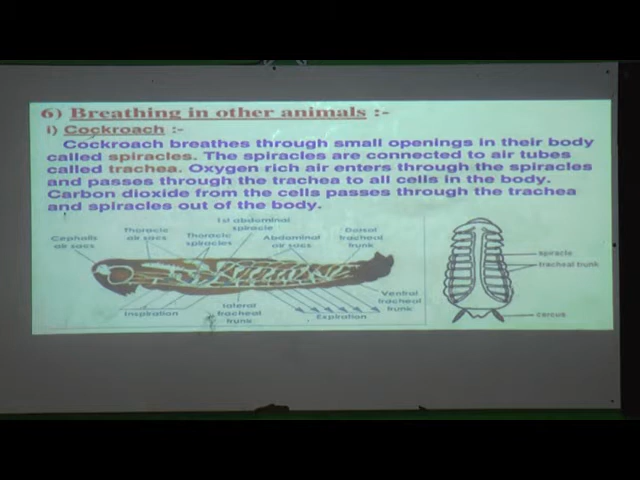 6) Breathing in other animals :-
i) Cockroach :-
Cockroach breathes through small openings in their body
called spiracles. The spiracles are connected to air tubes
called trachea. Oxygen rich air enters through the spiracles
and passes through the trachea to all cells in the body.
Carbon dioxide from the cells passes through the trachea
and spiracles out of the body.
1st abdominal
spiracle
Thoracic
air sacs
Dorsal
tracheal
trunk
Cephalis
air sacs
Thoracic
spiracles
Abdominal
air sacs
Inspiration
Lateral
tracheal
trunk
Expiration
Ventral
tracheal
trunk
spiracle
tracheal trunk
cercus